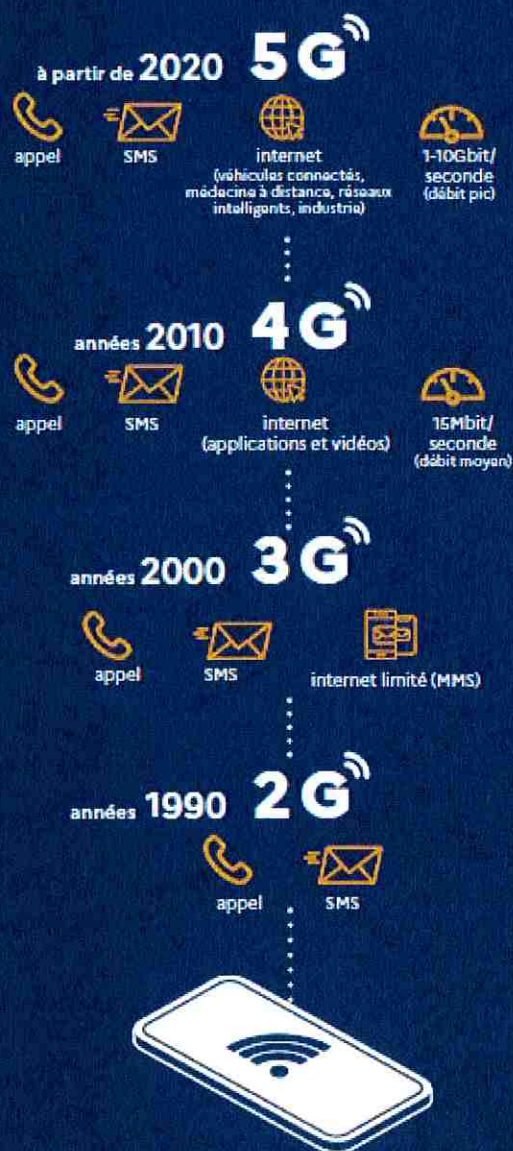 à partir de 2020 5G
appel
SMS
internet
(véhicules connectés,
médecine à distance, réseaux
intelligents, industrie)
1-10Gbit/
seconde
(débit pic)
années 2010 4G
appel
SMS
internet
(applications et vidéos)
15Mbit/
seconde
(débit moyen)
années 2000 3G
appel
SMS
internet limité (MMS)
années 1990 2G
appel
SMS